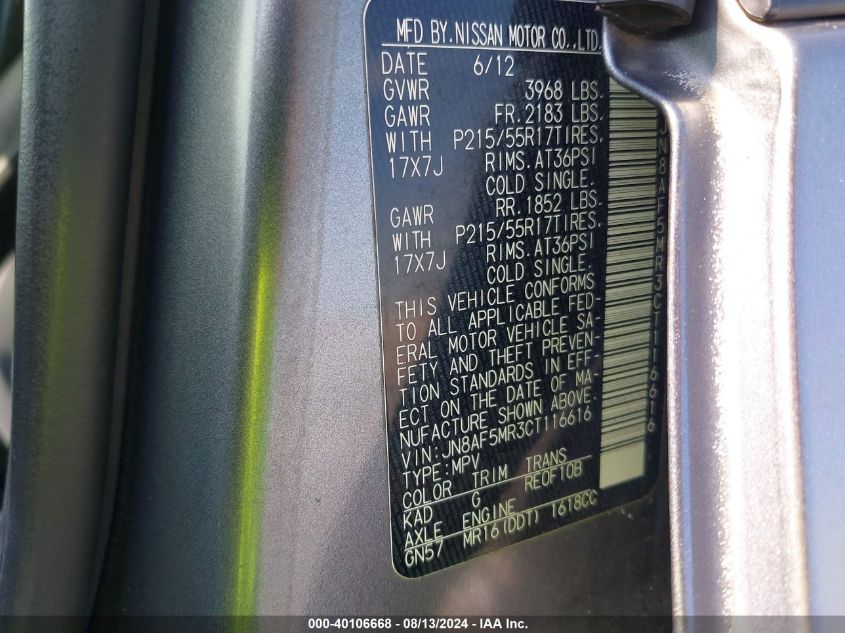 MFD BY.NISSAN MOTOR CO.,LTD.
DATE 6/12
GVWR 3968 LBS.
GAWR FR.2183 LBS.
WITH P215/55R17TIRES.
17X7J RIMS.AT36PSI
COLD SINGLE.
GAWR RR.1852 LBS.
WITH P215/55R17TIRES.
17X7J RIMS.AT36PSI
COLD SINGLE.
THIS VEHICLE CONFORMS
TO ALL APPLICABLE FED-
ERAL MOTOR VEHICLE SA-
FETY AND THEFT PREVEN-
TION STANDARDS IN EFF-
ECT ON THE DATE OF MA-
NUFACTURE SHOWN ABOVE.
VIN:JN8AF5MR3CT116616
TYPE:MPV
COLOR TRIM TRANS
KAD G RE0F10B
AXLE ENGINE
GN57 MR16(DDT) 1618CC
JN8AF5MR3CT116616
000-40106668 - 08/13/2024 - IAA Inc.